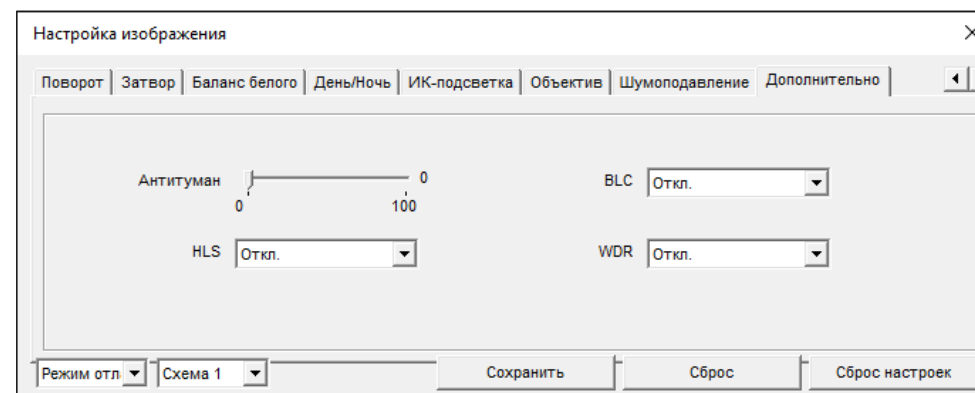 Настройка изображения
Поворот Затвор Баланс белого День/Ночь ИК-подсветка Объектив Шумоподавление Дополнительно
Антитуман 0 BLC Откл.
0 100
HLS Откл. WDR Откл.
Режим отл Схема 1 Сохранить Сброс Сброс настроек